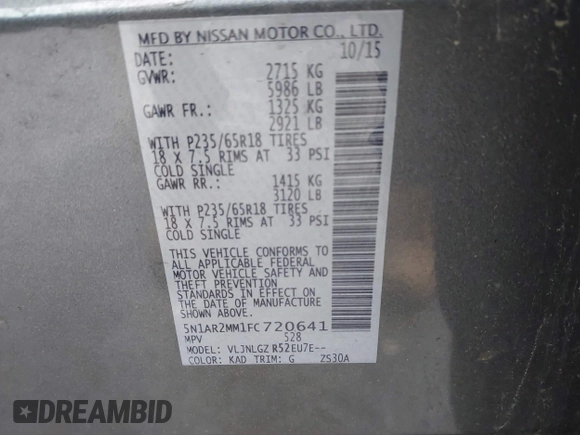 MFD BY NISSAN MOTOR CO., LTD.
DATE: 10/15
GVWR: 2715 KG
5986 LB
GAWR FR.: 1325 KG
2921 LB
WITH P235/65R18 TIRES
18 X 7.5 RIMS AT 33 PSI
COLD SINGLE
GAWR RR.: 1415 KG
3120 LB
WITH P235/65R18 TIRES
18 X 7.5 RIMS AT 33 PSI
COLD SINGLE
THIS VEHICLE CONFORMS TO
ALL APPLICABLE FEDERAL
MOTOR VEHICLE SAFETY AND
THEFT PREVENTION
STANDARDS IN EFFECT ON
THE DATE OF MANUFACTURE
SHOWN ABOVE.
5N1AR2MM1FC720641
MPV 528
MODEL: VLJNLGZ R52EU7E--
COLOR: KAD TRIM: G ZS30A
DREAMBID